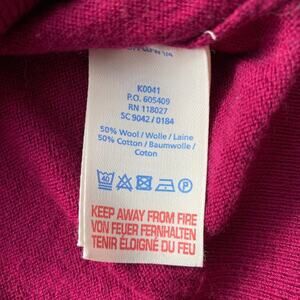 K0041
P.O. 605409
RN 118027
SC 9042 / 0184
50% Wool / Wolle / Laine
50% Cotton / Baumwolle /
Coton
40 P
KEEP AWAY FROM FIRE
VON FEUER FERNHALTEN
TENIR ÉLOIGNÉ DU FEU